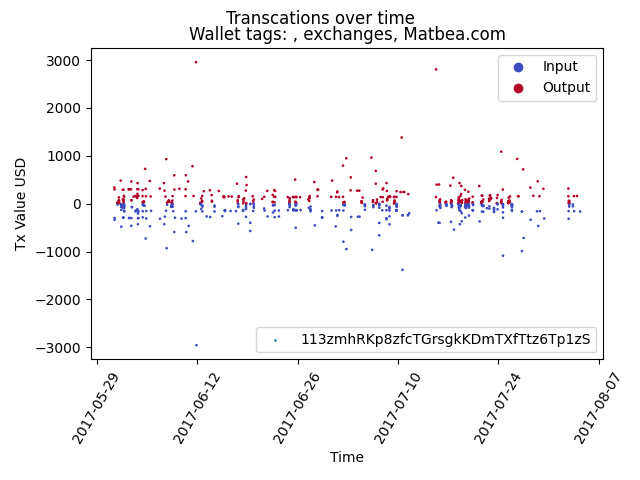 Transcations over time
Wallet tags: , exchanges, Matbea.com
Tx Value USD
3000
2000
1000
0
−1000
−2000
−3000
Input
Output
113zmhRKp8zfcTGrsgkKDmTXfTtz6Tp1zS
2017-05-29
2017-06-12
2017-06-26
2017-07-10
2017-07-24
2017-08-07
Time